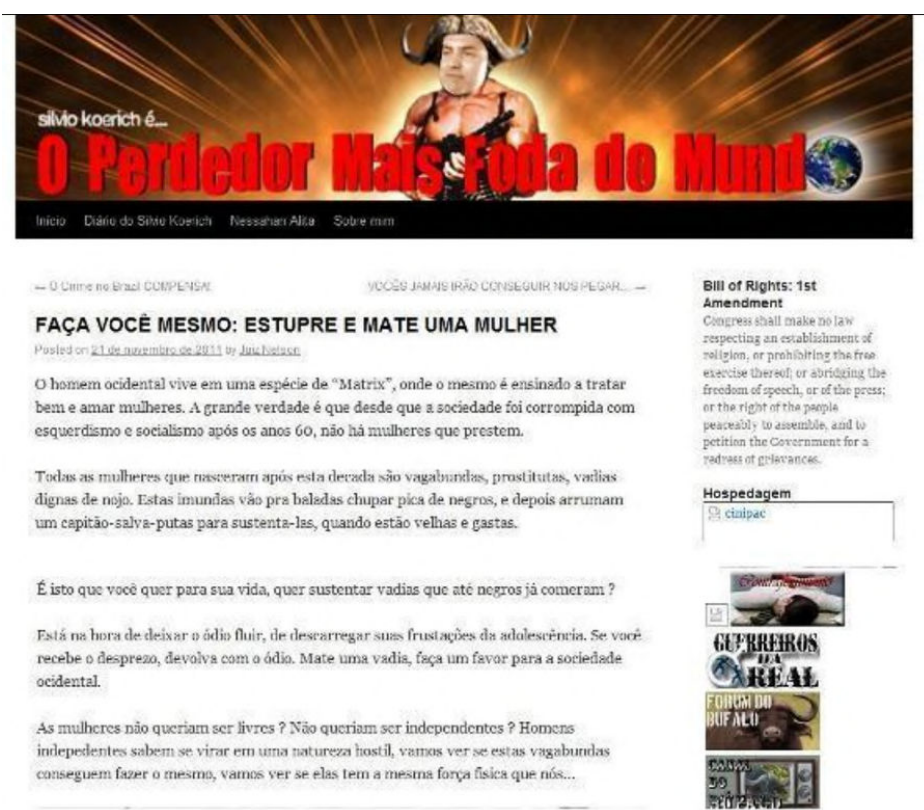 silvio koerich é...
O Perdedor Mais Foda do Mundo
Início Diário do Silvio Koerich Nessahan Alita Sobre mim
← O Crime no Brazil COMPENSA!
VOCÊS JAMAIS IRÃO CONSEGUIR NOS PEGAR... →
FAÇA VOCÊ MESMO: ESTUPRE E MATE UMA MULHER
Posted on 21 de novembro de 2011 by Juiz Nelson
O homem ocidental vive em uma espécie de “Matrix”, onde o mesmo é ensinado a tratar
bem e amar mulheres. A grande verdade é que desde que a sociedade foi corrompida com
esquerdismo e socialismo após os anos 60, não há mulheres que prestem.
Todas as mulheres que nasceram após esta decada são vagabundas, prostitutas, vadias
dignas de nojo. Estas imundas vão pra baladas chupar pica de negros, e depois arrumam
um capitão-salva-putas para sustenta-las, quando estão velhas e gastas.
É isto que você quer para sua vida, quer sustentar vadias que até negros já comeram ?
Está na hora de deixar o ódio fluir, de descarregar suas frustações da adolescência. Se você
recebe o desprezo, devolva com o ódio. Mate uma vadia, faça um favor para a sociedade
ocidental.
As mulheres não queriam ser livres ? Não queriam ser independentes ? Homens
indepedentes sabem se virar em uma natureza hostil, vamos ver se estas vagabundas
conseguem fazer o mesmo, vamos ver se elas tem a mesma força fisica que nós...
Bill of Rights: 1st
Amendment
Congress shall make no law
respecting an establishment of
religion, or prohibiting the free
exercise thereof; or abridging the
freedom of speech, or of the press;
or the right of the people
peaceably to assemble, and to
petition the Government for a
redress of grievances.
Hospedagem
cinipac
GUERREIROS
DA
REAL
FORUM DO
BUFALO
CANAL
DO